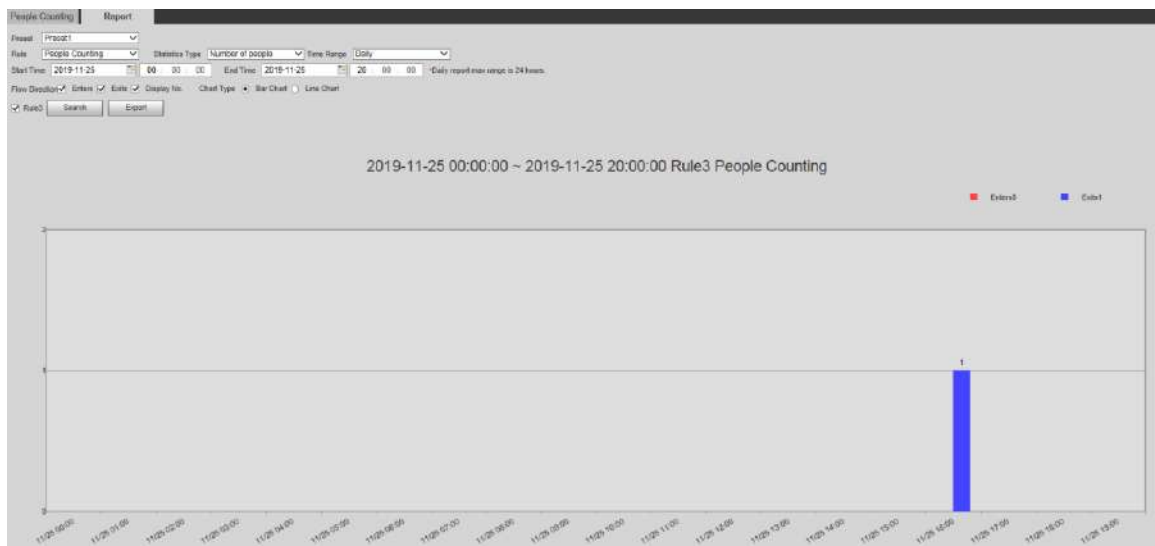 People Counting Report
Preset Preset1
Rule People Counting Statistics Type Number of people Time Range Daily
Start Time 2019-11-25 00 : 00 : 00 End Time 2019-11-25 20 : 00 : 00 *Daily report max range is 24 hours.
Flow Direction Enters Exits Display No. Chart Type Bar Chart Line Chart
Rule3 Search Export
2019-11-25 00:00:00 ~ 2019-11-25 20:00:00 Rule3 People Counting
Enters0 Exits1
2
1
1
0
11/25 00:00 11/25 01:00 11/25 02:00 11/25 03:00 11/25 04:00 11/25 05:00 11/25 06:00 11/25 07:00 11/25 08:00 11/25 09:00 11/25 10:00 11/25 11:00 11/25 12:00 11/25 13:00 11/25 14:00 11/25 15:00 11/25 16:00 11/25 17:00 11/25 18:00 11/25 19:00